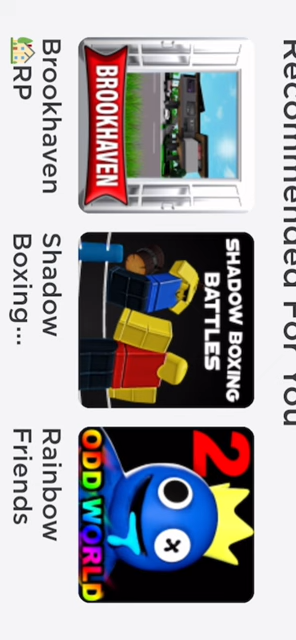 Recommended For You
BROOKHAVEN
Brookhaven
🏡RP
SHADOW BOXING
BATTLES
Shadow
Boxing...
2
ODD WORLD
Rainbow
Friends